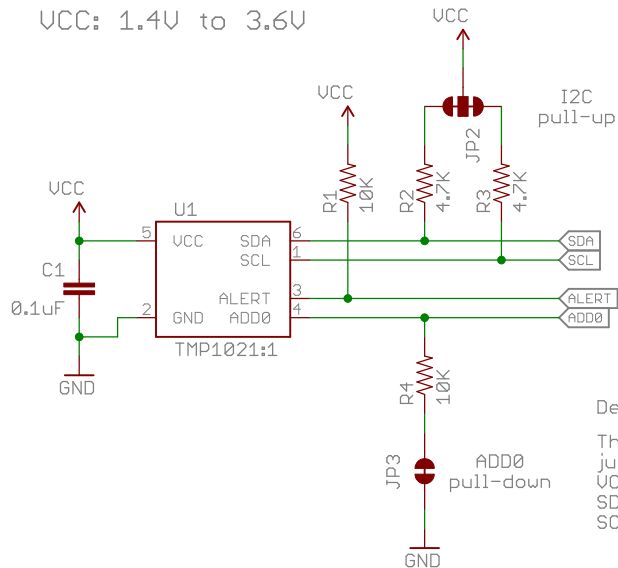 VCC: 1.4V to 3.6V
VCC
I2C
pull-up
JP2
VCC
R1
10K
R2
4.7K
R3
4.7K
VCC
U1
5
VCC
SDA
6
SDA
SCL
1
SCL
C1
0.1uF
ALERT
3
ALERT
2
GND
ADD0
4
ADD0
TMP1021:1
GND
R4
10K
JP3
ADD0
pull-down
GND